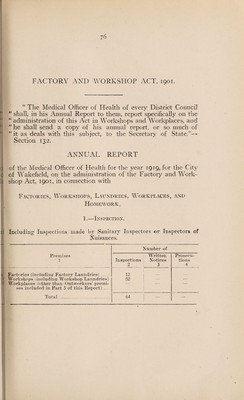 76
FACTORY AND WORKSHOP ACT, 1901.
“The Medical Officer of Health of every District Council
“ shall, in his Annual Report to them, report specifically on the
“ administration of this Act in Workshops and Workplaces, and
“ he shall send a copy of his annual report, or so much of
“ it as deals with this subject, to the Secretary of State.”—
Section 132.
ANNUAL REPORT
of the Medical Officer of Health for the year 1919, for the City
of Wakefield, on the administration of the Factory and Work-
shop Act, 1901, in connection with
Factories, Workshops, Laundries, Workplaces, and
Homework.
1.—Inspection.
Including Inspections made by Sanitary Inspectors or Inspectors of
Nuisances.
Number of
Premises
1
Inspections
2
Written
Notices
3
Prosecu-
tions
4
Factories (including Factory Laundries)
Workshops (including Workshop Laundries)
Workplaces (other than Outworkers' premi-
ses included in Part 3 of this Report)
Total